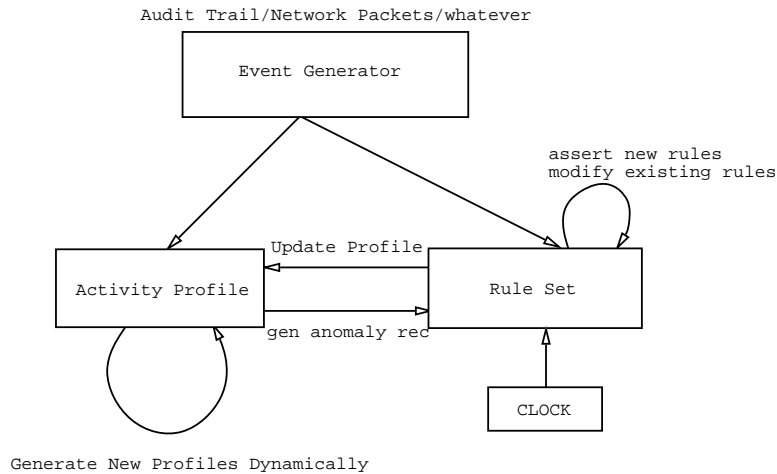 Audit Trail/Network Packets/whatever
Event Generator
assert new rules
modify existing rules
Update Profile
Activity Profile
Rule Set
gen anomaly rec
CLOCK
Generate New Profiles Dynamically